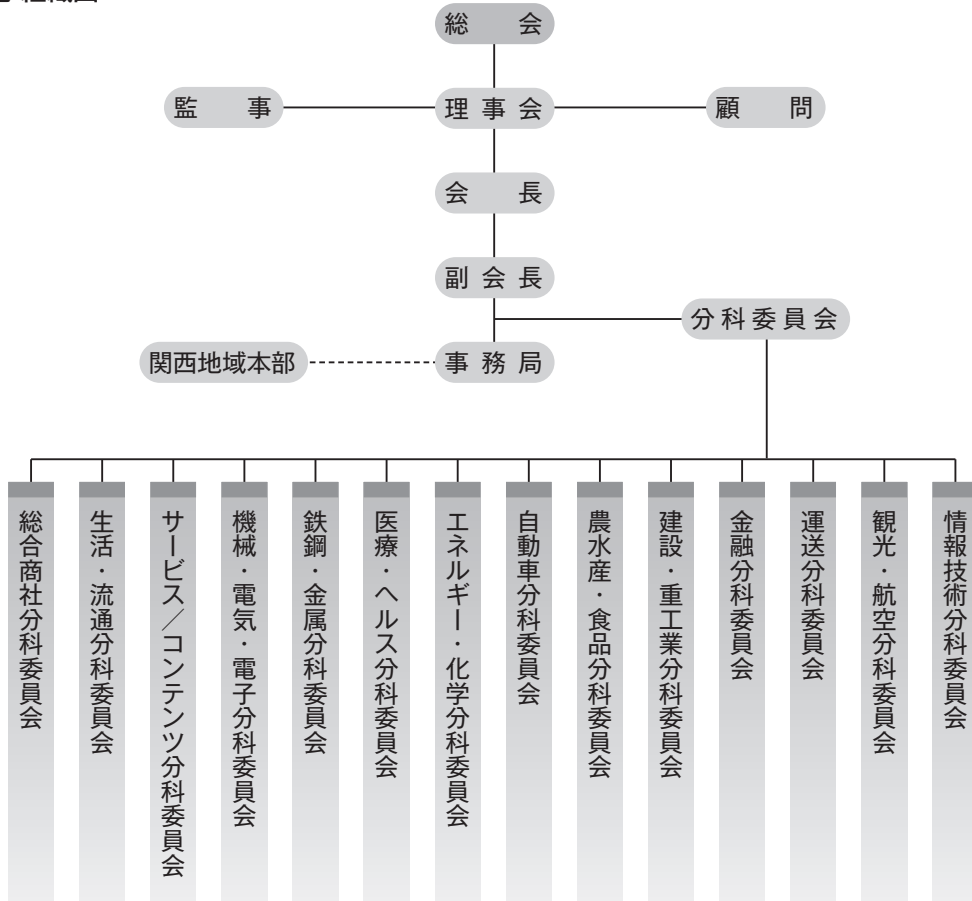 組織図
総会
監事
理事会
顧問
会長
副会長
分科委員会
関西地域本部
事務局
総合商社分科委員会
生活・流通分科委員会
サービス／コンテンツ分科委員会
機械・電気・電子分科委員会
鉄鋼・金属分科委員会
医療・ヘルス分科委員会
エネルギー・化学分科委員会
自動車分科委員会
農水産・食品分科委員会
建設・重工業分科委員会
金融分科委員会
運送分科委員会
観光・航空分科委員会
情報技術分科委員会